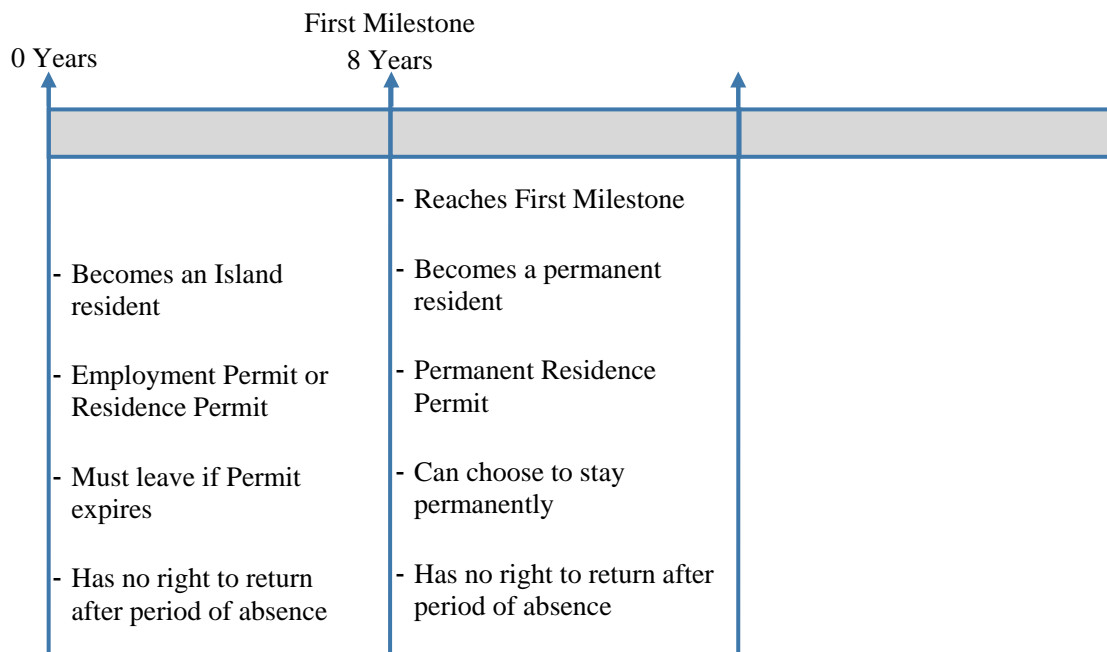 First Milestone
0 Years
8 Years
- Becomes an Island
resident
- Employment Permit or
Residence Permit
- Must leave if Permit
expires
- Has no right to return
after period of absence
- Reaches First Milestone
- Becomes a permanent
resident
- Permanent Residence
Permit
- Can choose to stay
permanently
- Has no right to return after
period of absence